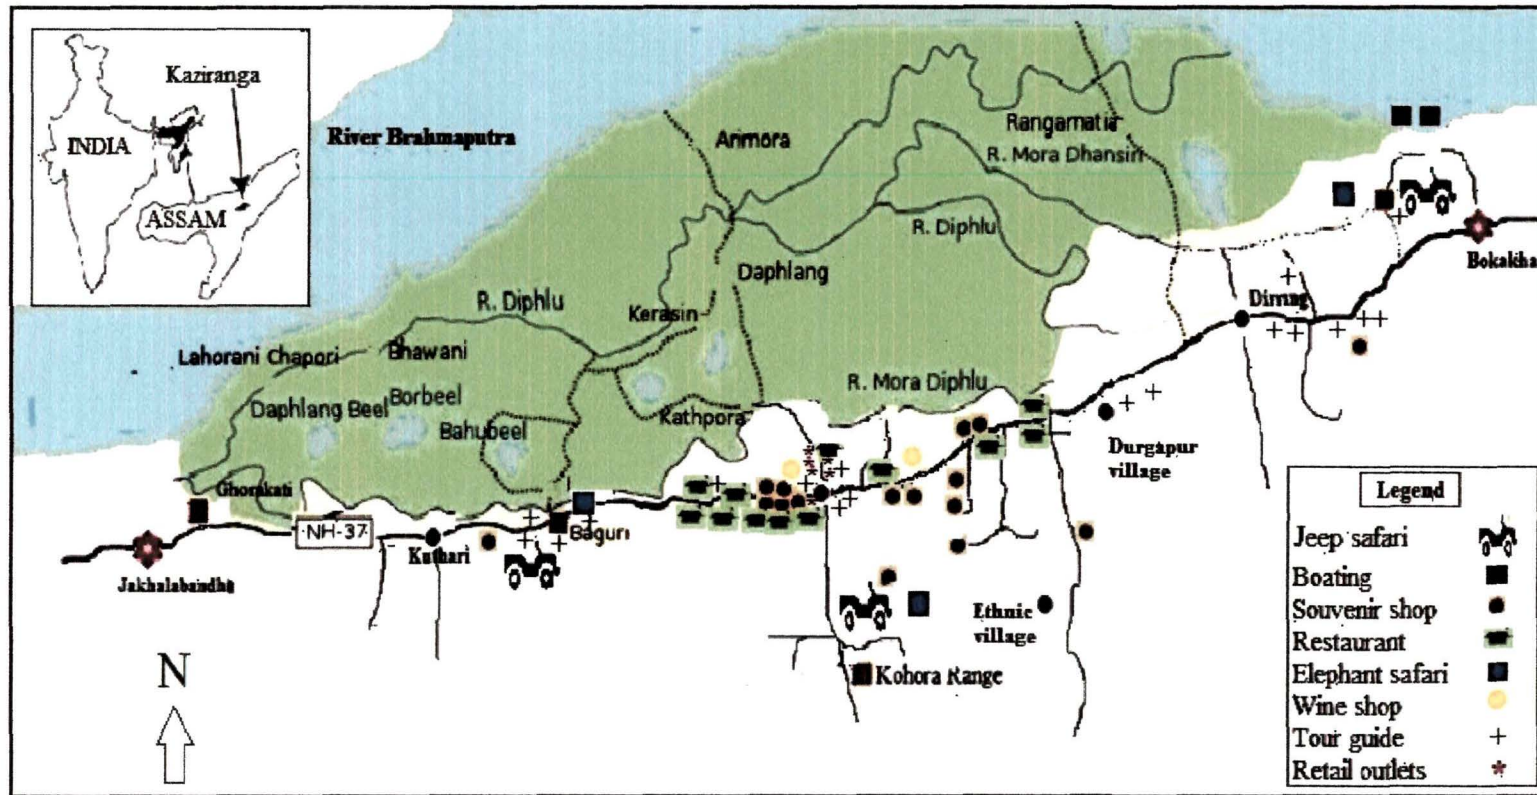 Kaziranga
INDIA
ASSAM
River Brahmaputra
Arimora
Rangamatia
R. Mora Dhansiri
R. Diphlu
Daphlang
R. Diphlu
Kerasin
Lahorani Chapori
Bhawani
Daphlang Beel
Borbeel
Bahubeel
Kathpora
R. Mora Diphlu
Bokakha
Dirring
Durgapur
village
Ghorakati
NH-37
Kuthari
Baguri
Jakhalabandha
Ethnic
village
Kohora Range
N
Legend
Jeep safari
Boating
Souvenir shop
Restaurant
Elephant safari
Wine shop
Tour guide
Retail outlets